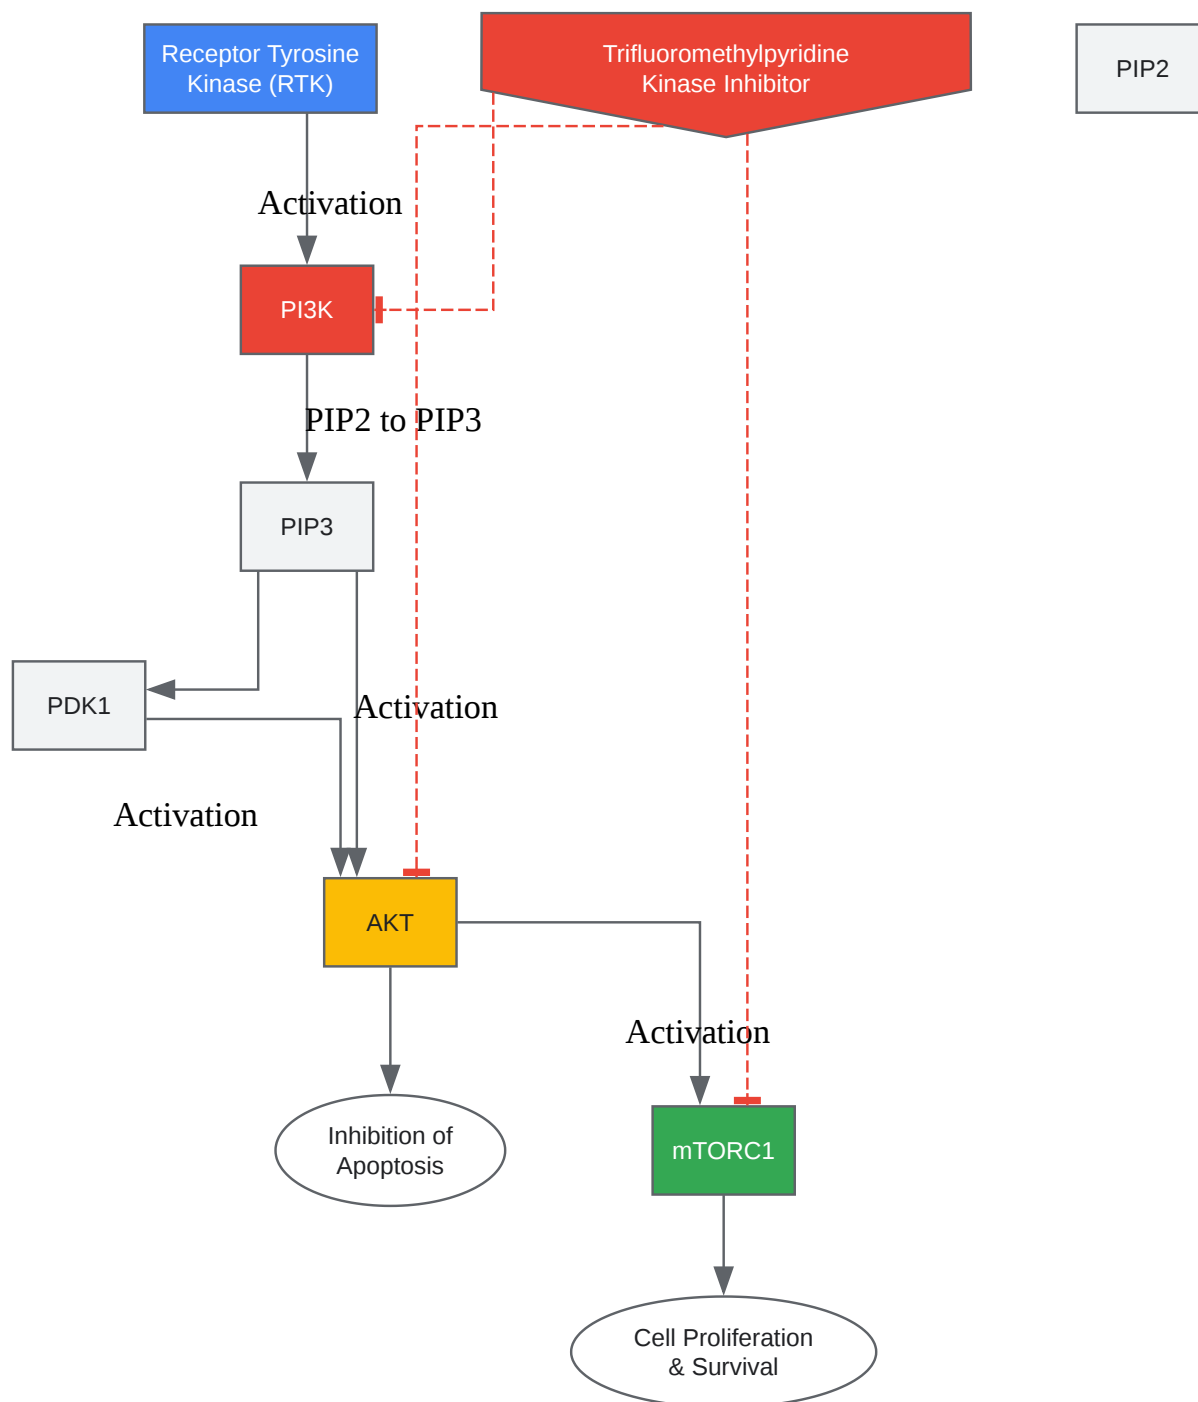 Receptor Tyrosine
Kinase (RTK)
Trifluoromethylpyridine
Kinase Inhibitor
PIP2
Activation
PI3K
PIP2 to PIP3
PIP3
PDK1
Activation
Activation
AKT
Activation
Inhibition of
Apoptosis
mTORC1
Cell Proliferation
& Survival